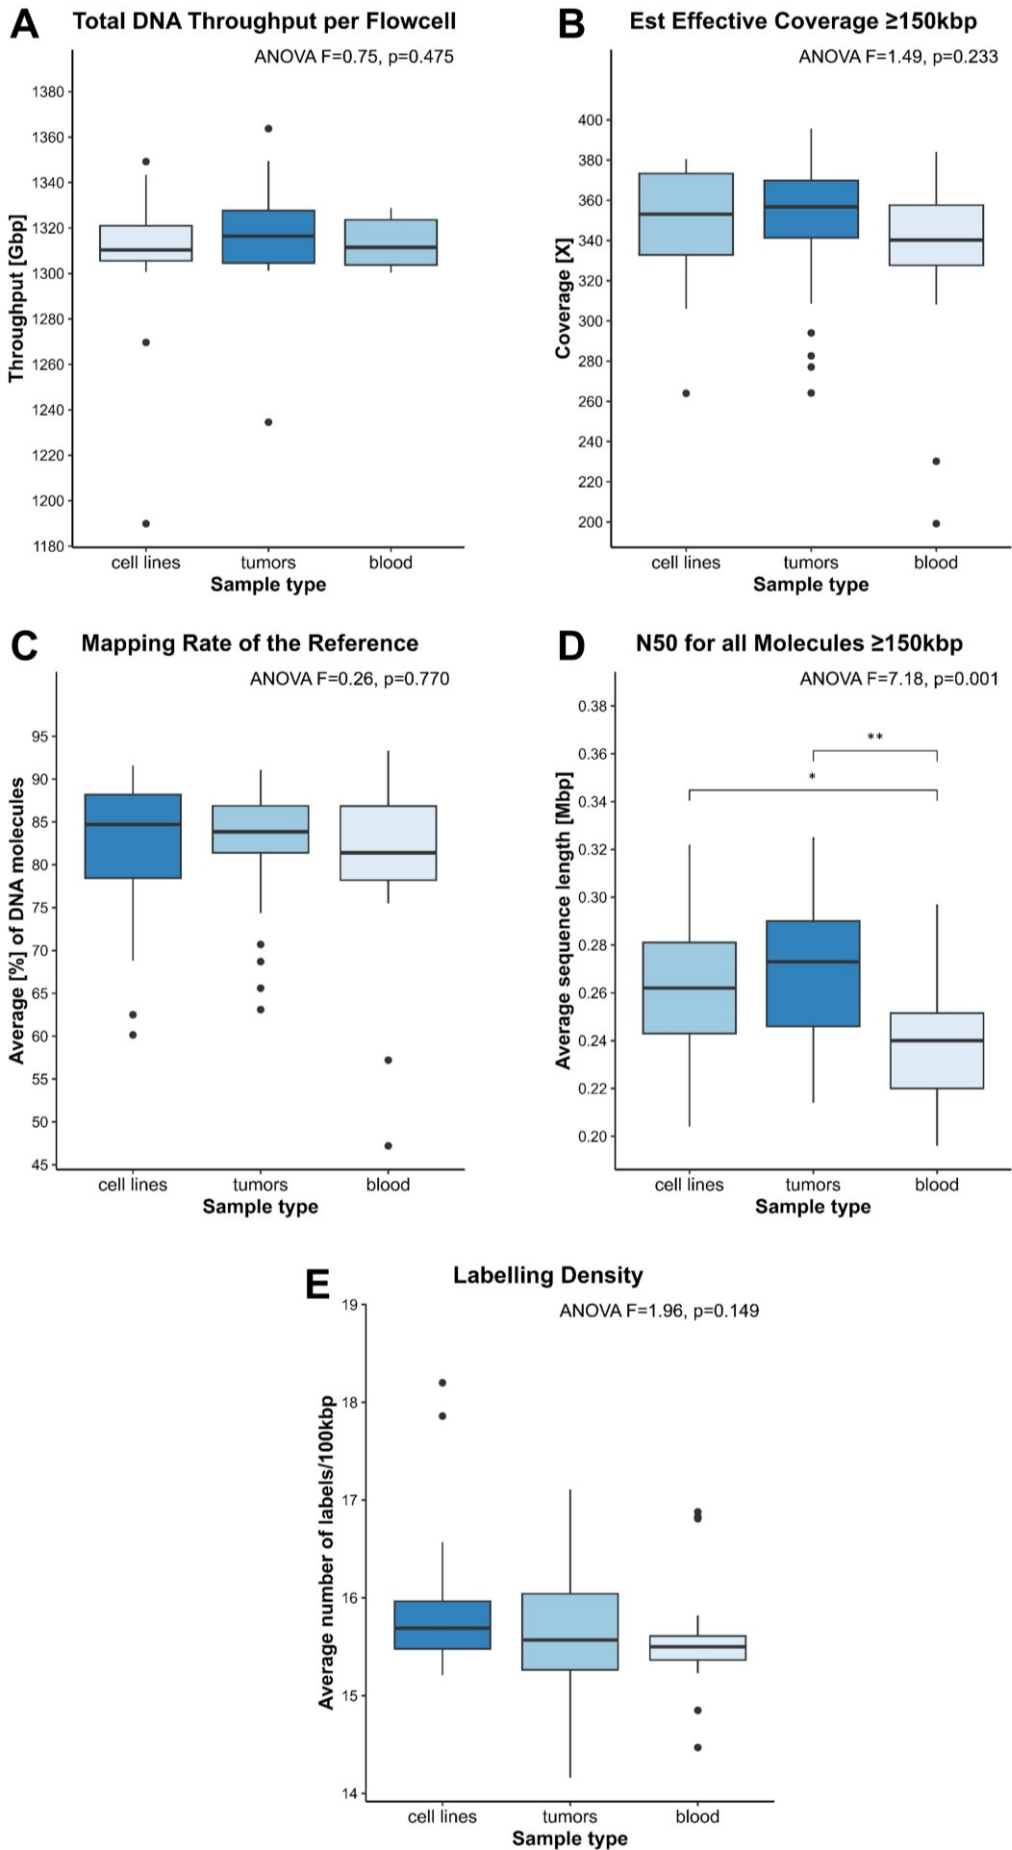 A Total DNA Throughput per Flowcell
ANOVA F=0.75, p=0.475
Throughput [Gbp]
1380
1360
1340
1320
1300
1280
1260
1240
1220
1200
1180
cell lines tumors blood
Sample type
B Est Effective Coverage ≥150kbp
ANOVA F=1.49, p=0.233
Coverage [X]
400
380
360
340
320
300
280
260
240
220
200
cell lines tumors blood
Sample type
C Mapping Rate of the Reference
ANOVA F=0.26, p=0.770
Average [%] of DNA molecules
95
90
85
80
75
70
65
60
55
50
45
cell lines tumors blood
Sample type
D N50 for all Molecules ≥150kbp
ANOVA F=7.18, p=0.001
Average sequence length [Mbp]
0.38
0.36
0.34
0.32
0.30
0.28
0.26
0.24
0.22
0.20
**
*
cell lines tumors blood
Sample type
E Labelling Density
ANOVA F=1.96, p=0.149
Average number of labels/100kbp
19
18
17
16
15
14
cell lines tumors blood
Sample type